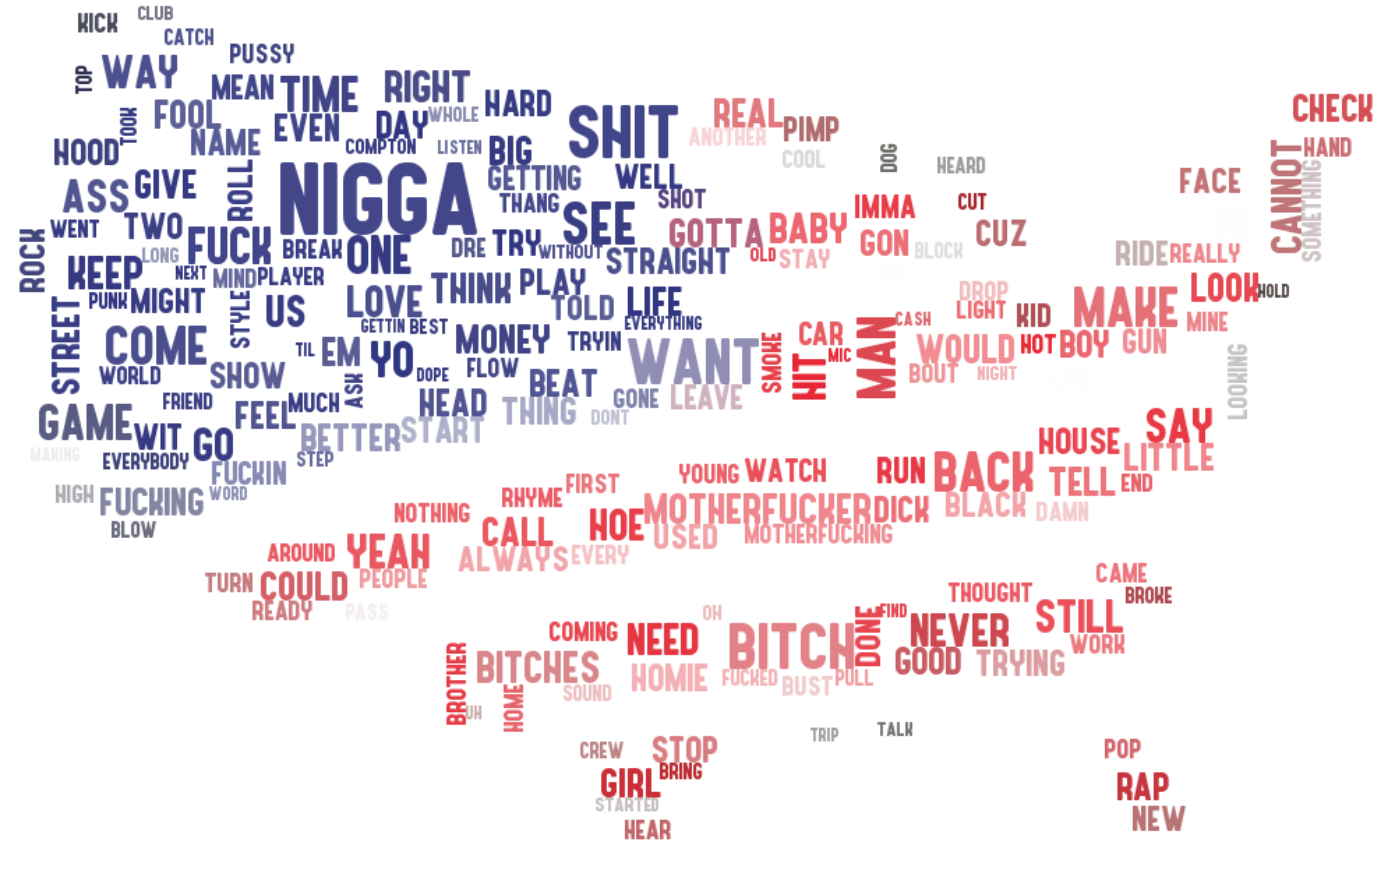 KICK
CLUB
CATCH
PUSSY
TOP
WAY
MEAN
TIME
RIGHT
HARD
FOOL
TOOK
NAME
EVEN
DAY
WHOLE
SHIT
REAL
ANOTHER
PIMP
COOL
DOG
HEARD
CHECK
HAND
CANNOT
SOMETHING
HOOD
COMPTON
LISTEN
BIG
ASS
GIVE
ROLL
NIGGA
GETTING
WELL
SHOT
THANG
SEE
IMMA
CUT
FACE
WENT
TWO
ROCK
LONG
FUCK
BREAK
ONE
DRE
TRY
WITHOUT
STRAIGHT
GOTTA
BABY
OLD
STAY
GON
BLOCK
CUZ
RIDE
REALLY
KEEP
NEXT
MIND
PLAYER
THINK
PLAY
LOOK
HOLD
PUNK
MIGHT
STYLE
US
LOVE
TOLD
LIFE
DROP
LIGHT
KID
MAKE
MINE
STREET
GETTIN
BEST
EVERYTHING
CASH
COME
TIL
EM
YO
MONEY
TRYIN
WANT
SMOKE
CAR
HIT
MIC
MAN
WOULD
HOT
BOY
GUN
WORLD
SHOW
ASK
DOPE
FLOW
BEAT
BOUT
NIGHT
LOOKING
FRIEND
FEEL
MUCH
HEAD
THING
GONE
LEAVE
DONT
GAME
WIT
GO
BETTER
START
SAY
HOUSE
LITTLE
MAKING
EVERYBODY
STEP
FUCKIN
WORD
HIGH
FUCKING
BLOW
YOUNG
WATCH
RUN
BACK
TELL
END
FIRST
RHYME
NOTHING
MOTHERFUCKER
DICK
BLACK
DAMN
CALL
HOE
USED
MOTHERFUCKING
AROUND
YEAH
ALWAYS
EVERY
TURN
COULD
PEOPLE
READY
PASS
CAME
THOUGHT
BROKE
OH
FIND
STILL
COMING
NEED
BITCH
DONE
NEVER
WORK
BROTHER
BITCHES
HOMIE
GOOD
TRYING
SOUND
FUCKED
BUST
PULL
UH
HOME
TRIP
TALK
CREW
STOP
POP
GIRL
BRING
RAP
STARTED
NEW
HEAR